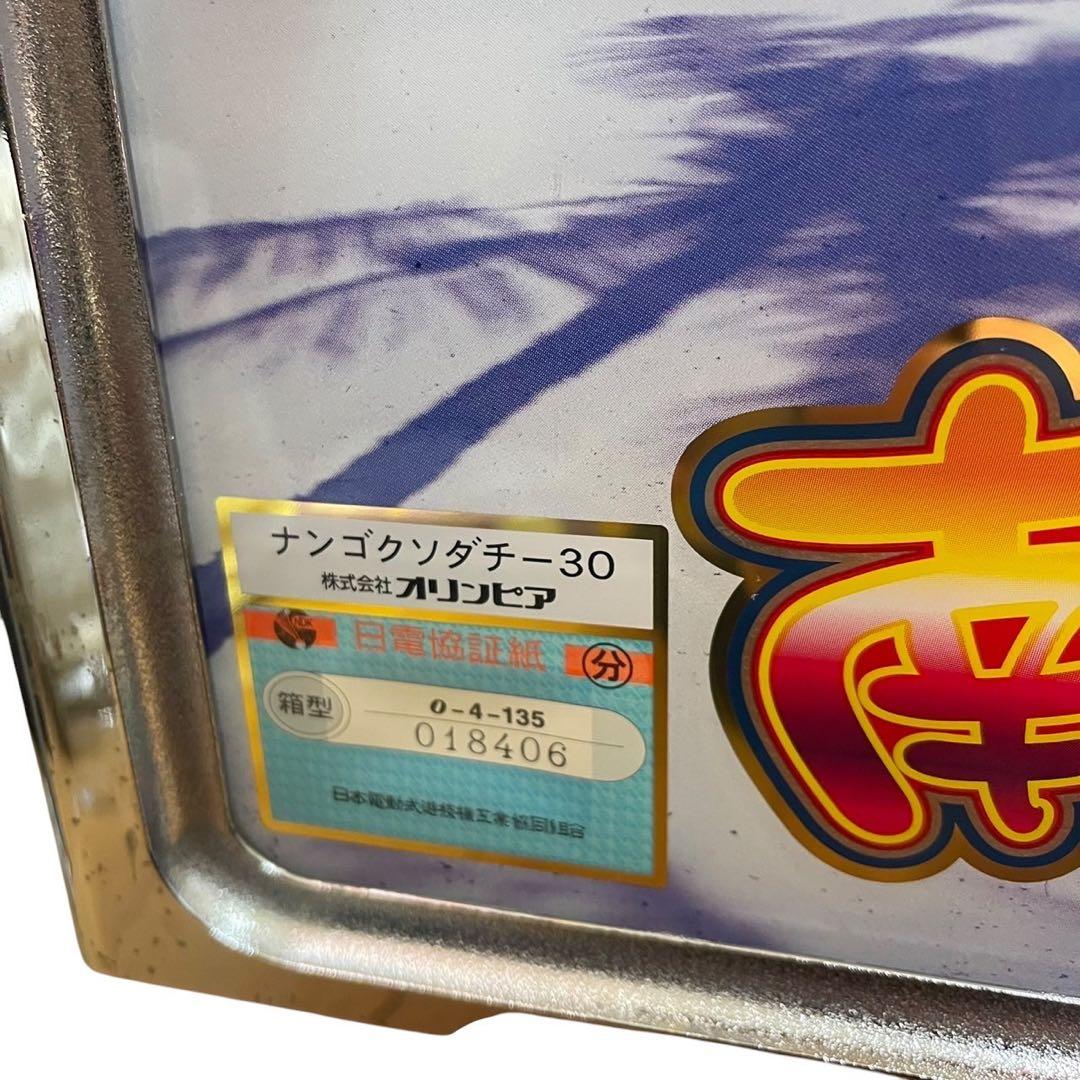 ナンゴクソダチー30
株式会社 オリンピア
NDK
日電協証紙
分
箱型
0-4-135
018406
日本電動式遊技機工業協同組合
南